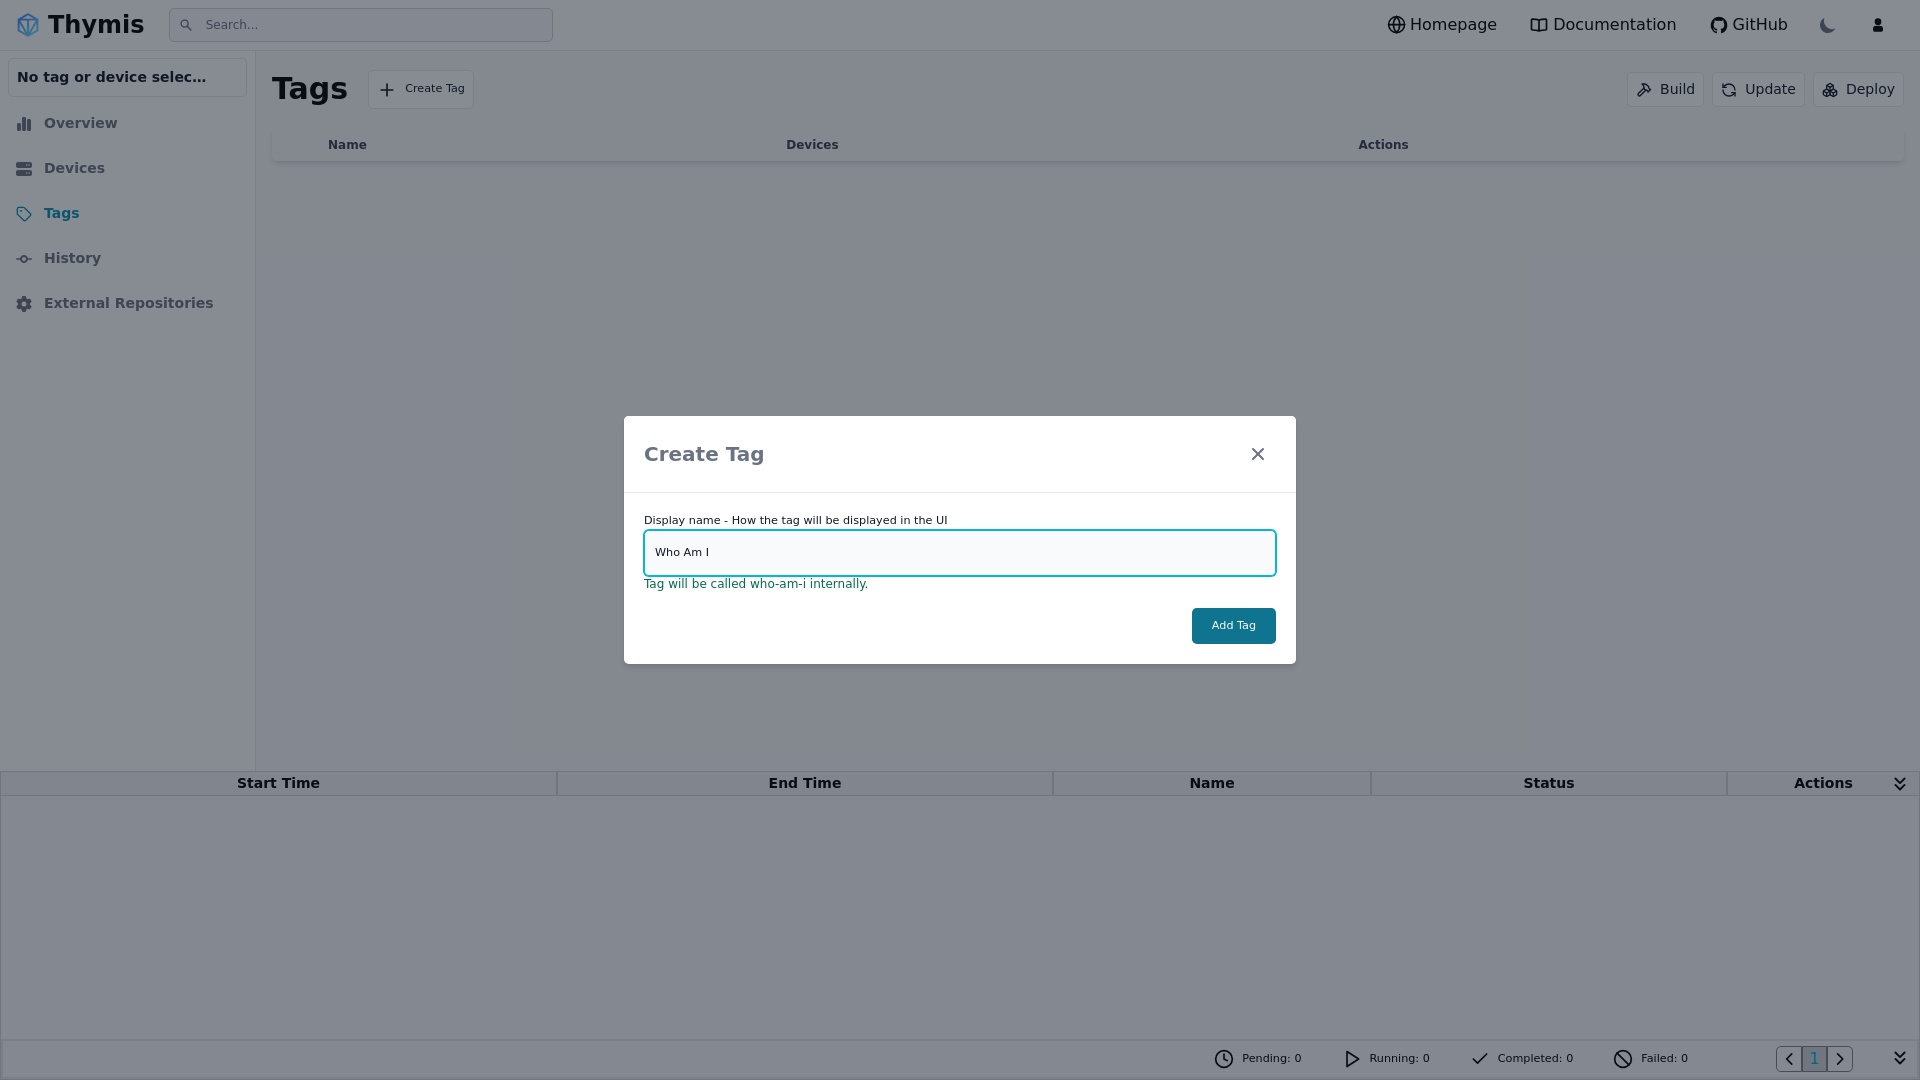 Thymis
Search...
Homepage
Documentation
GitHub
No tag or device selec...
Overview
Devices
Tags
History
External Repositories
Tags
Create Tag
Build
Update
Deploy
Name Devices Actions
Create Tag
Display name - How the tag will be displayed in the UI
Who Am I
Tag will be called who-am-i internally.
Add Tag
Start Time End Time Name Status Actions
Pending: 0 Running: 0 Completed: 0 Failed: 0 1